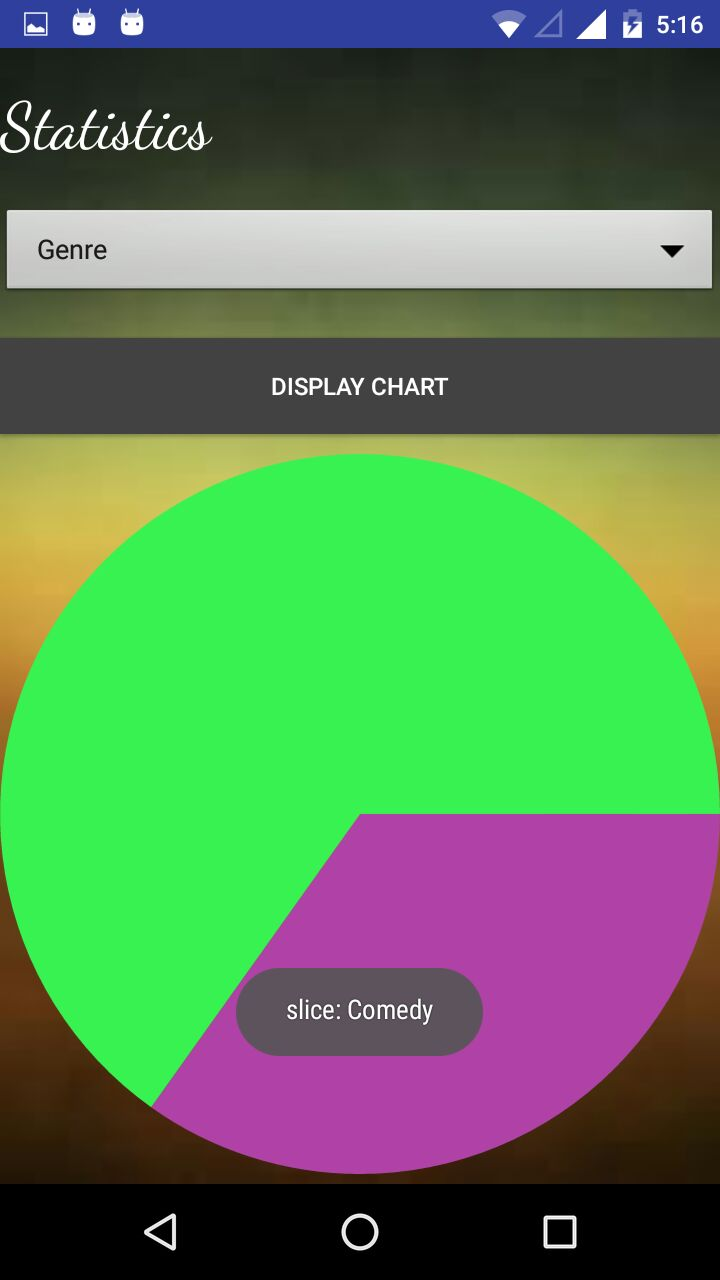 5:16
Statistics
Genre
DISPLAY CHART
slice: Comedy